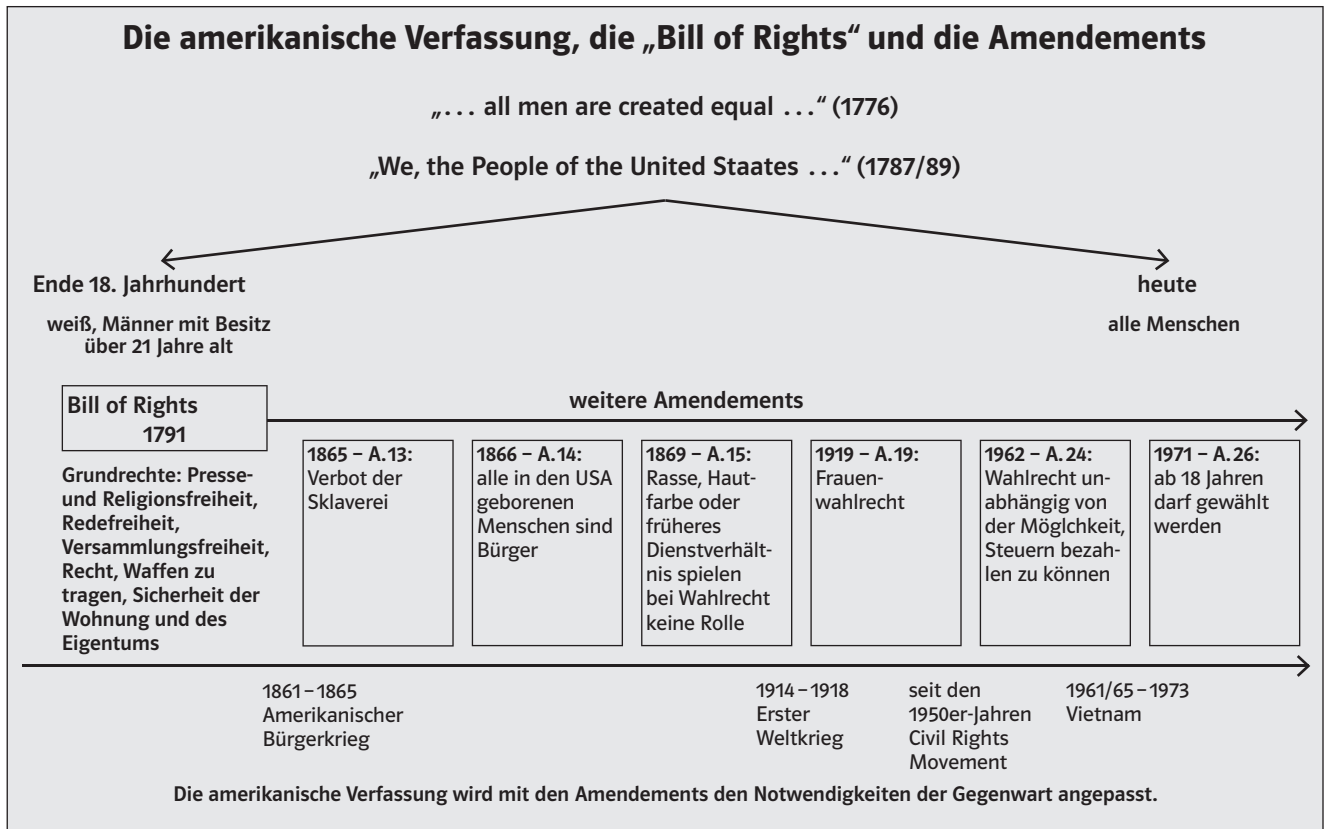 Die amerikanische Verfassung, die „Bill of Rights“ und die Amendements
„. . . all men are created equal . . .“ (1776)
„We, the People of the United Staates . . .“ (1787/89)
Ende 18. Jahrhundert
weiß, Männer mit Besitz
über 21 Jahre alt
heute
alle Menschen
Bill of Rights
1791
weitere Amendements
Grundrechte: Presse-
und Religionsfreiheit,
Redefreiheit,
Versammlungsfreiheit,
Recht, Waffen zu
tragen, Sicherheit der
Wohnung und des
Eigentums
1865 – A.13:
Verbot der
Sklaverei
1866 – A.14:
alle in den USA
geborenen
Menschen sind
Bürger
1869 – A.15:
Rasse, Haut-
farbe oder
früheres
Dienstverhält-
nis spielen
bei Wahlrecht
keine Rolle
1919 – A.19:
Frauen-
wahlrecht
1962 – A.24:
Wahlrecht un-
abhängig von
der Möglchkeit,
Steuern bezah-
len zu können
1971 – A.26:
ab 18 Jahren
darf gewählt
werden
1861 – 1865
Amerikanischer
Bürgerkrieg
1914 – 1918
Erster
Weltkrieg
seit den
1950er-Jahren
Civil Rights
Movement
1961/65 – 1973
Vietnam
Die amerikanische Verfassung wird mit den Amendements den Notwendigkeiten der Gegenwart angepasst.